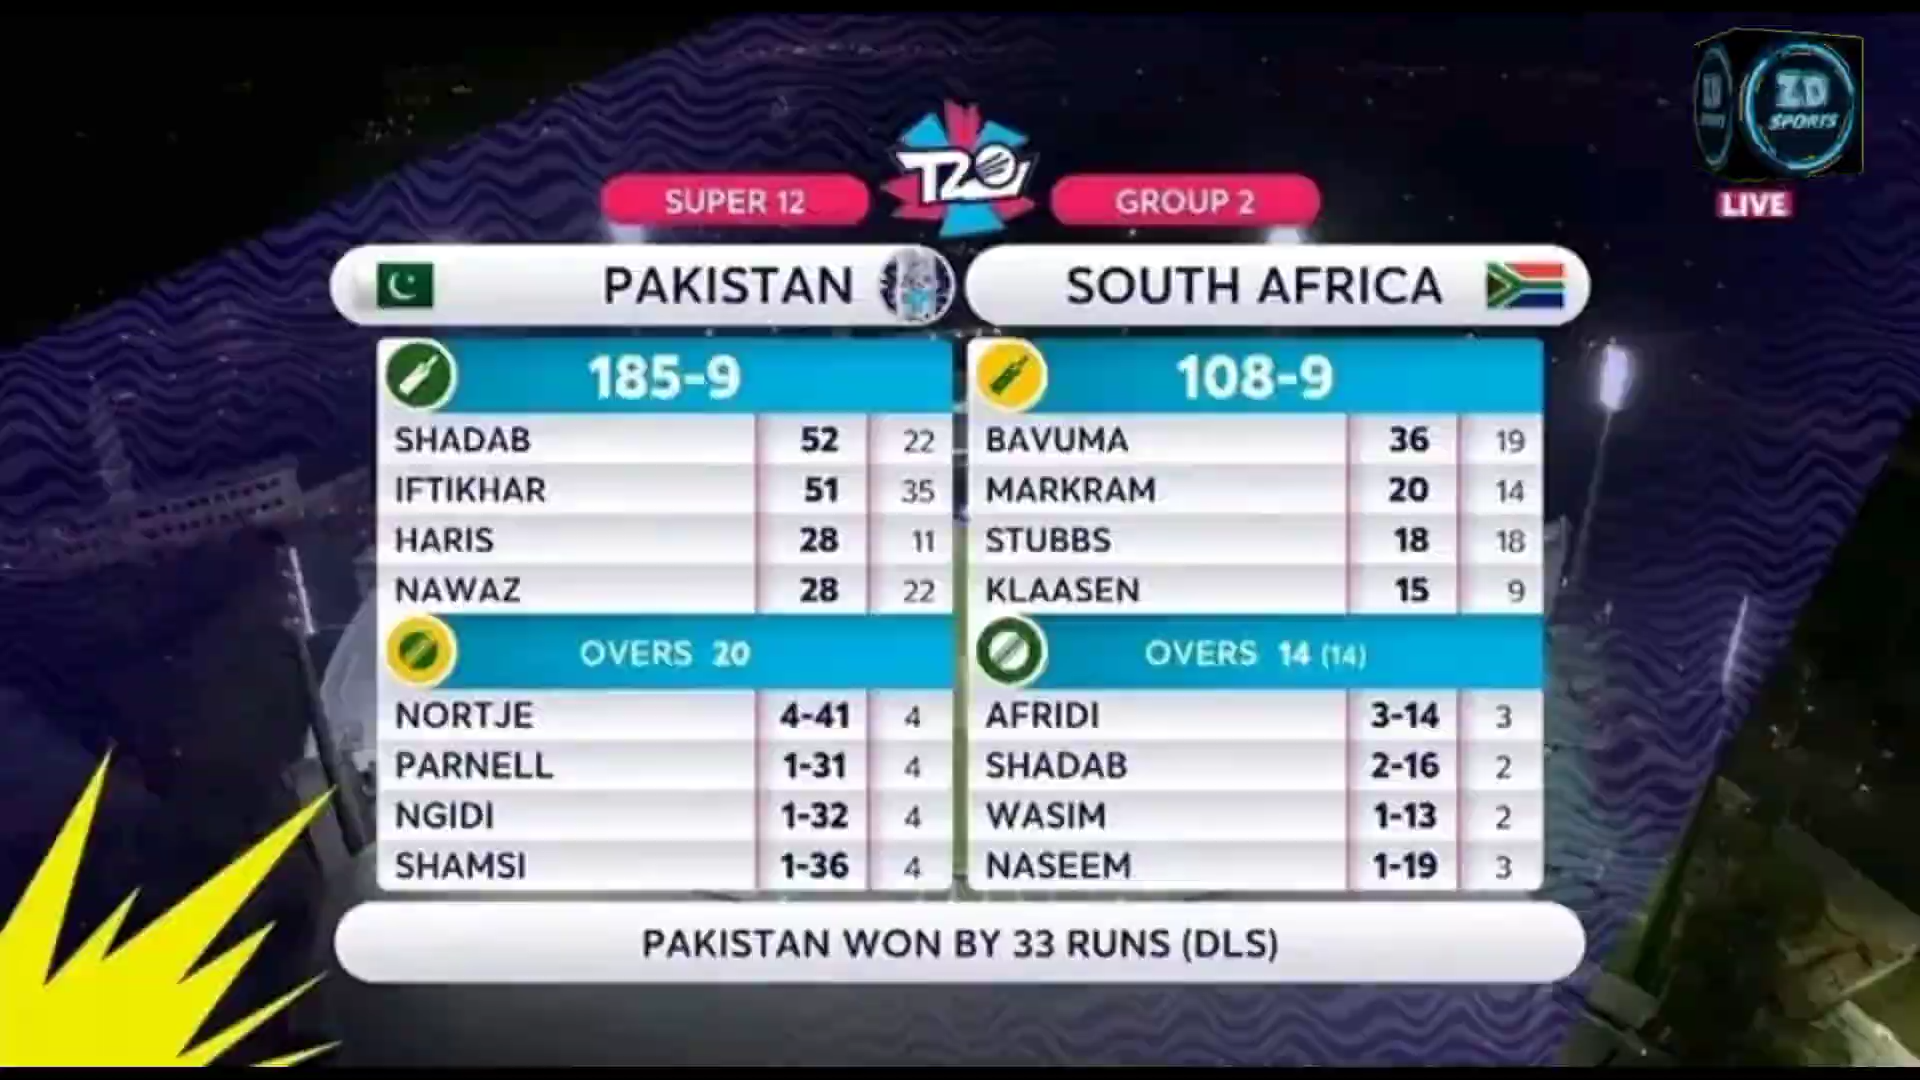 ZD
SPORTS
LIVE
T20
SUPER 12
GROUP 2
PAKISTAN
SOUTH AFRICA
185-9
108-9
SHADAB 52 22
BAVUMA 36 19
IFTIKHAR 51 35
MARKRAM 20 14
HARIS 28 11
STUBBS 18 18
NAWAZ 28 22
KLAASEN 15 9
OVERS 20
OVERS 14 (14)
NORTJE 4-41 4
AFRIDI 3-14 3
PARNELL 1-31 4
SHADAB 2-16 2
NGIDI 1-32 4
WASIM 1-13 2
SHAMSI 1-36 4
NASEEM 1-19 3
PAKISTAN WON BY 33 RUNS (DLS)